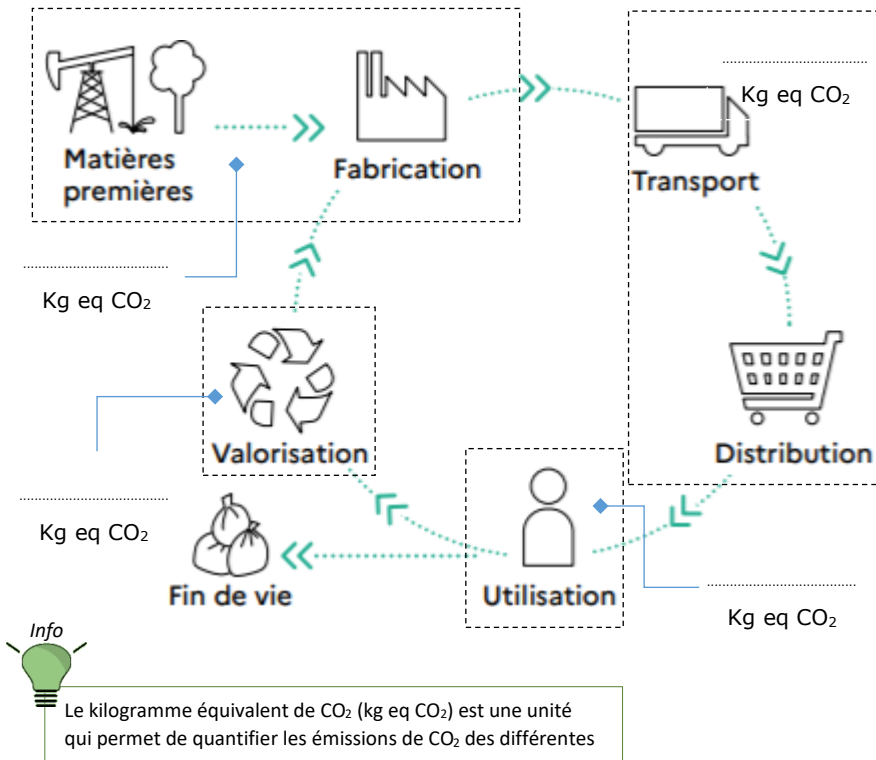 Matières
premières
Fabrication
....................................
Kg eq CO₂
Transport
....................................
Kg eq CO₂
Valorisation
Distribution
....................................
Kg eq CO₂
Fin de vie
Utilisation
....................................
Kg eq CO₂
Info
Le kilogramme équivalent de CO₂ (kg eq CO₂) est une unité
qui permet de quantifier les émissions de CO₂ des différentes